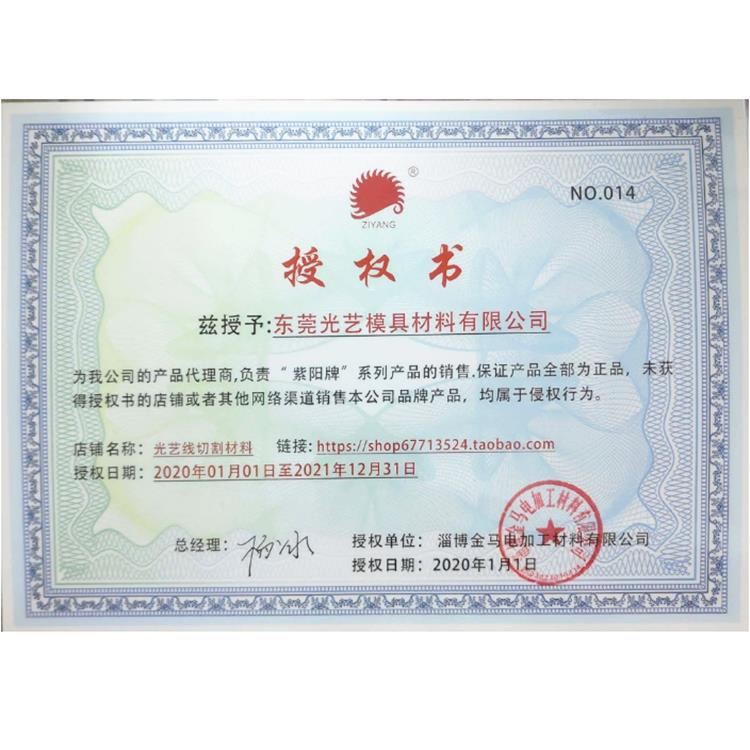 ®
NO.014
ZIYANG
授权书
兹授予:东莞光艺模具材料有限公司
为我公司的产品代理商,负责“紫阳牌”系列产品的销售.保证产品全部为正品，未获
得授权书的店铺或者其他网络渠道销售本公司品牌产品，均属于侵权行为。
店铺名称：光艺线切割材料 链接:https://shop67713524.taobao.com
授权日期：2020年01月01日至2021年12月31日
总经理： 授权单位：淄博金马电加工材料有限公司
授权日期：2020年1月1日